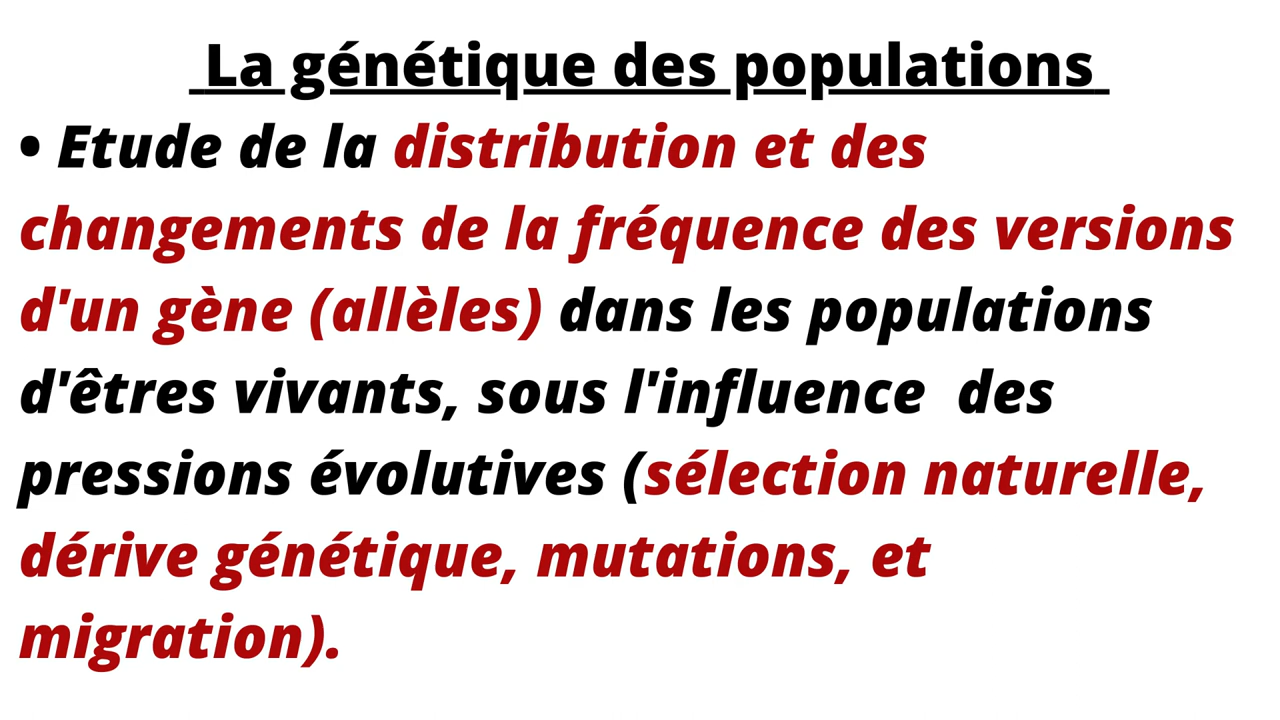 La génétique des populations
• Etude de la distribution et des
changements de la fréquence des versions
d'un gène (allèles) dans les populations
d'êtres vivants, sous l'influence  des
pressions évolutives (sélection naturelle,
dérive génétique, mutations, et
migration).